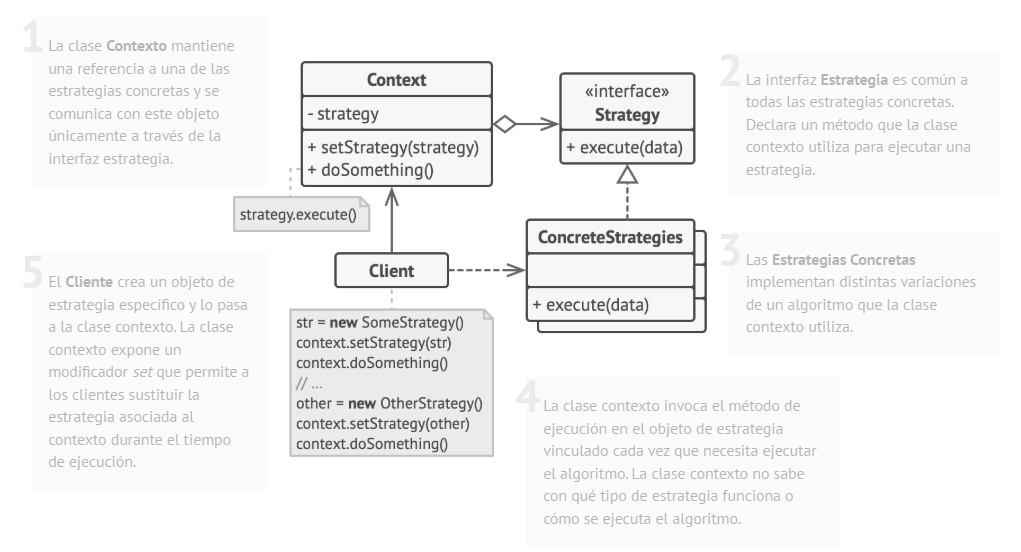 1
La clase Contexto mantiene
una referencia a una de las
estrategias concretas y se
comunica con este objeto
únicamente a través de la
interfaz estrategia.
Context
- strategy
+ setStrategy(strategy)
+ doSomething()
strategy.execute()
«interface»
Strategy
+ execute(data)
2
La interfaz Estrategia es común a
todas las estrategias concretas.
Declara un método que la clase
contexto utiliza para ejecutar una
estrategia.
ConcreteStrategies
+ execute(data)
3
Las Estrategias Concretas
implementan distintas variaciones
de un algoritmo que la clase
contexto utiliza.
5
El Cliente crea un objeto de
estrategia específico y lo pasa
a la clase contexto. La clase
contexto expone un
modificador set que permite a
los clientes sustituir la
estrategia asociada al
contexto durante el tiempo
de ejecución.
Client
str = new SomeStrategy()
context.setStrategy(str)
context.doSomething()
// ...
other = new OtherStrategy()
context.setStrategy(other)
context.doSomething()
4
La clase contexto invoca el método de
ejecución en el objeto de estrategia
vinculado cada vez que necesita ejecutar
el algoritmo. La clase contexto no sabe
con qué tipo de estrategia funciona o
cómo se ejecuta el algoritmo.